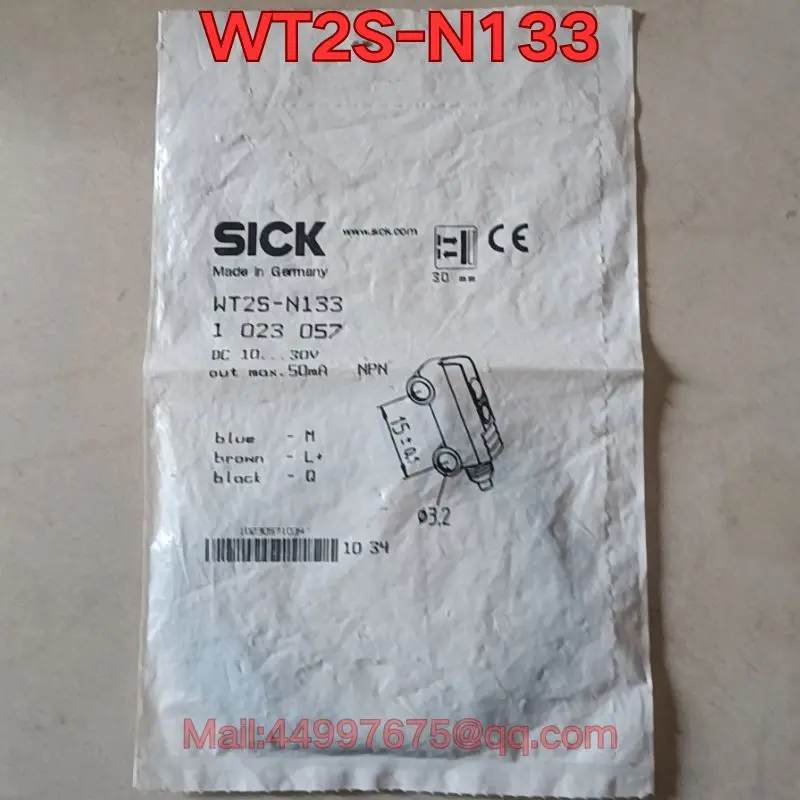 WT2S-N133
SICK www.sick.com CE
30 mm
Made in Germany
WT2S-N133
1 023 057
DC 10...30V
out max.50mA NPN
15±0,1
blue - M
brown - L+
black - Q
ø3,2
10 34
Mail:44997675@qq.com